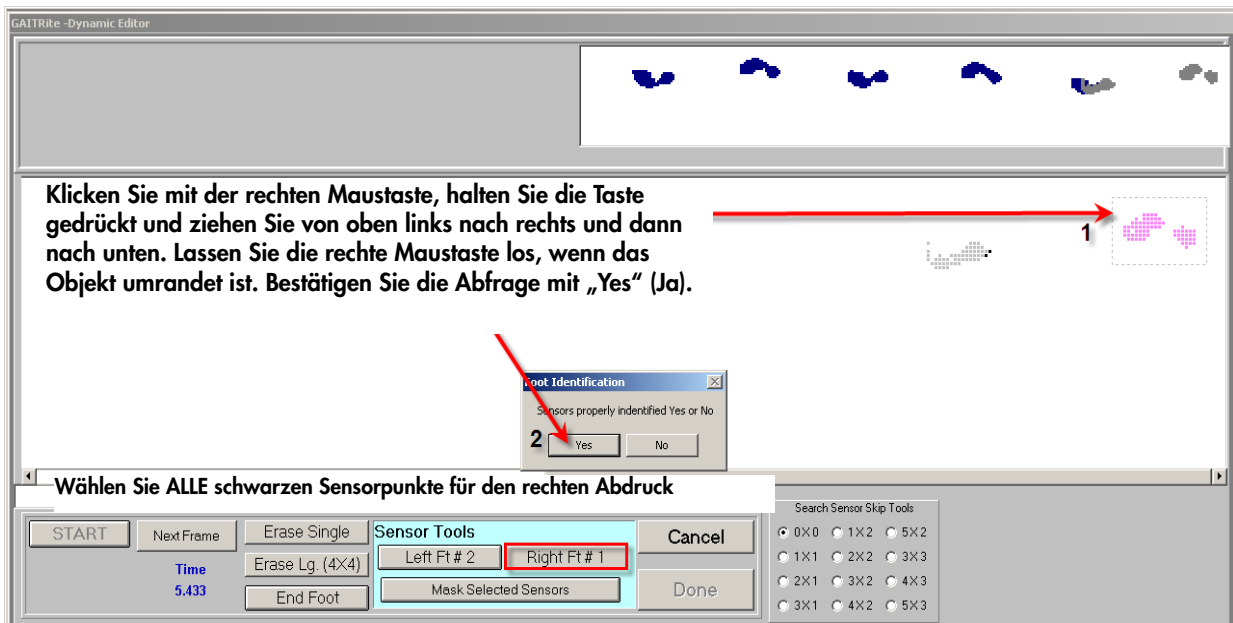 GAITRite -Dynamic Editor
Klicken Sie mit der rechten Maustaste, halten Sie die Taste
gedrückt und ziehen Sie von oben links nach rechts und dann
nach unten. Lassen Sie die rechte Maustaste los, wenn das
Objekt umrandet ist. Bestätigen Sie die Abfrage mit „Yes“ (Ja).
1
Foot Identification
Sensors properly indentified Yes or No
2 Yes No
Wählen Sie ALLE schwarzen Sensorpunkte für den rechten Abdruck
START
Next Frame
Time
5.433
Erase Single
Erase Lg. (4X4)
End Foot
Sensor Tools
Left Ft # 2 Right Ft # 1
Mask Selected Sensors
Cancel
Done
Search Sensor Skip Tools
0X0 1X2 5X2
1X1 2X2 3X3
2X1 3X2 4X3
3X1 4X2 5X3